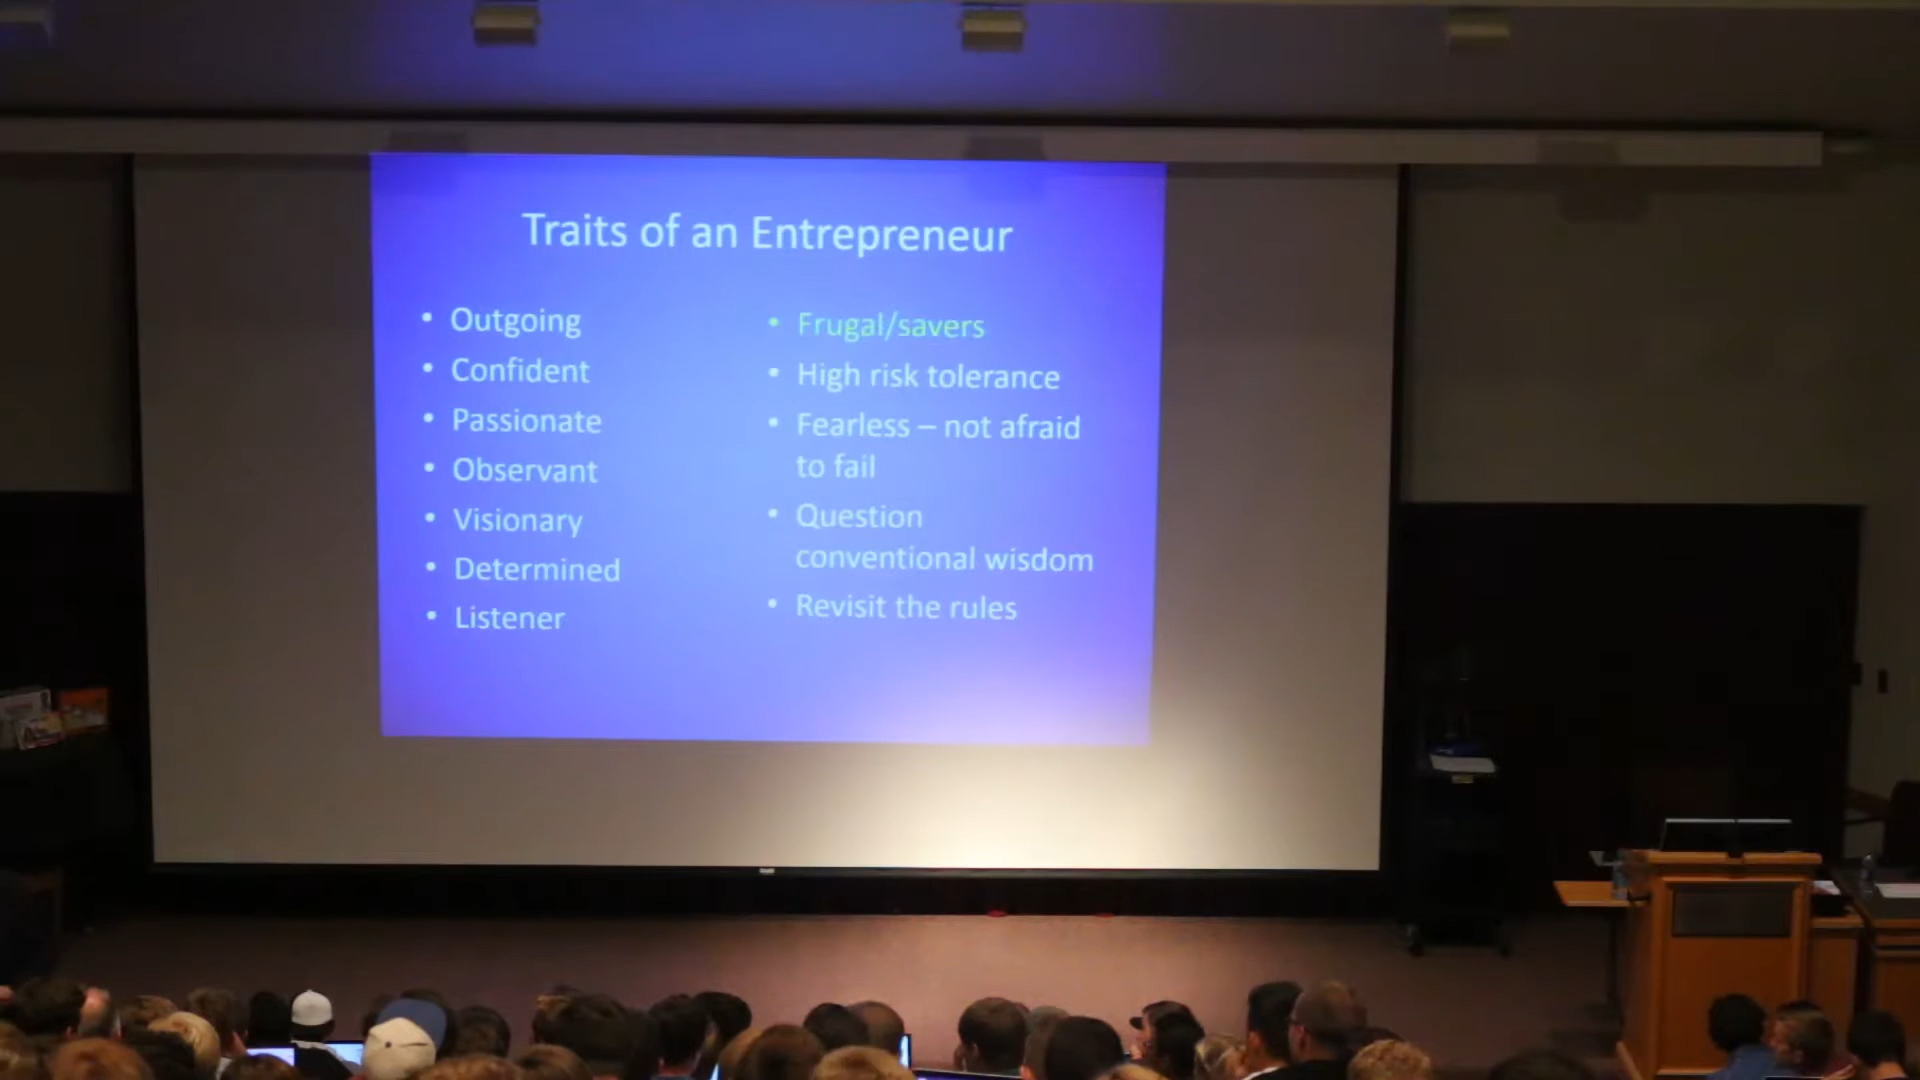 Traits of an Entrepreneur
• Outgoing
• Confident
• Passionate
• Observant
• Visionary
• Determined
• Listener
• Frugal/savers
• High risk tolerance
• Fearless – not afraid
to fail
• Question
conventional wisdom
• Revisit the rules